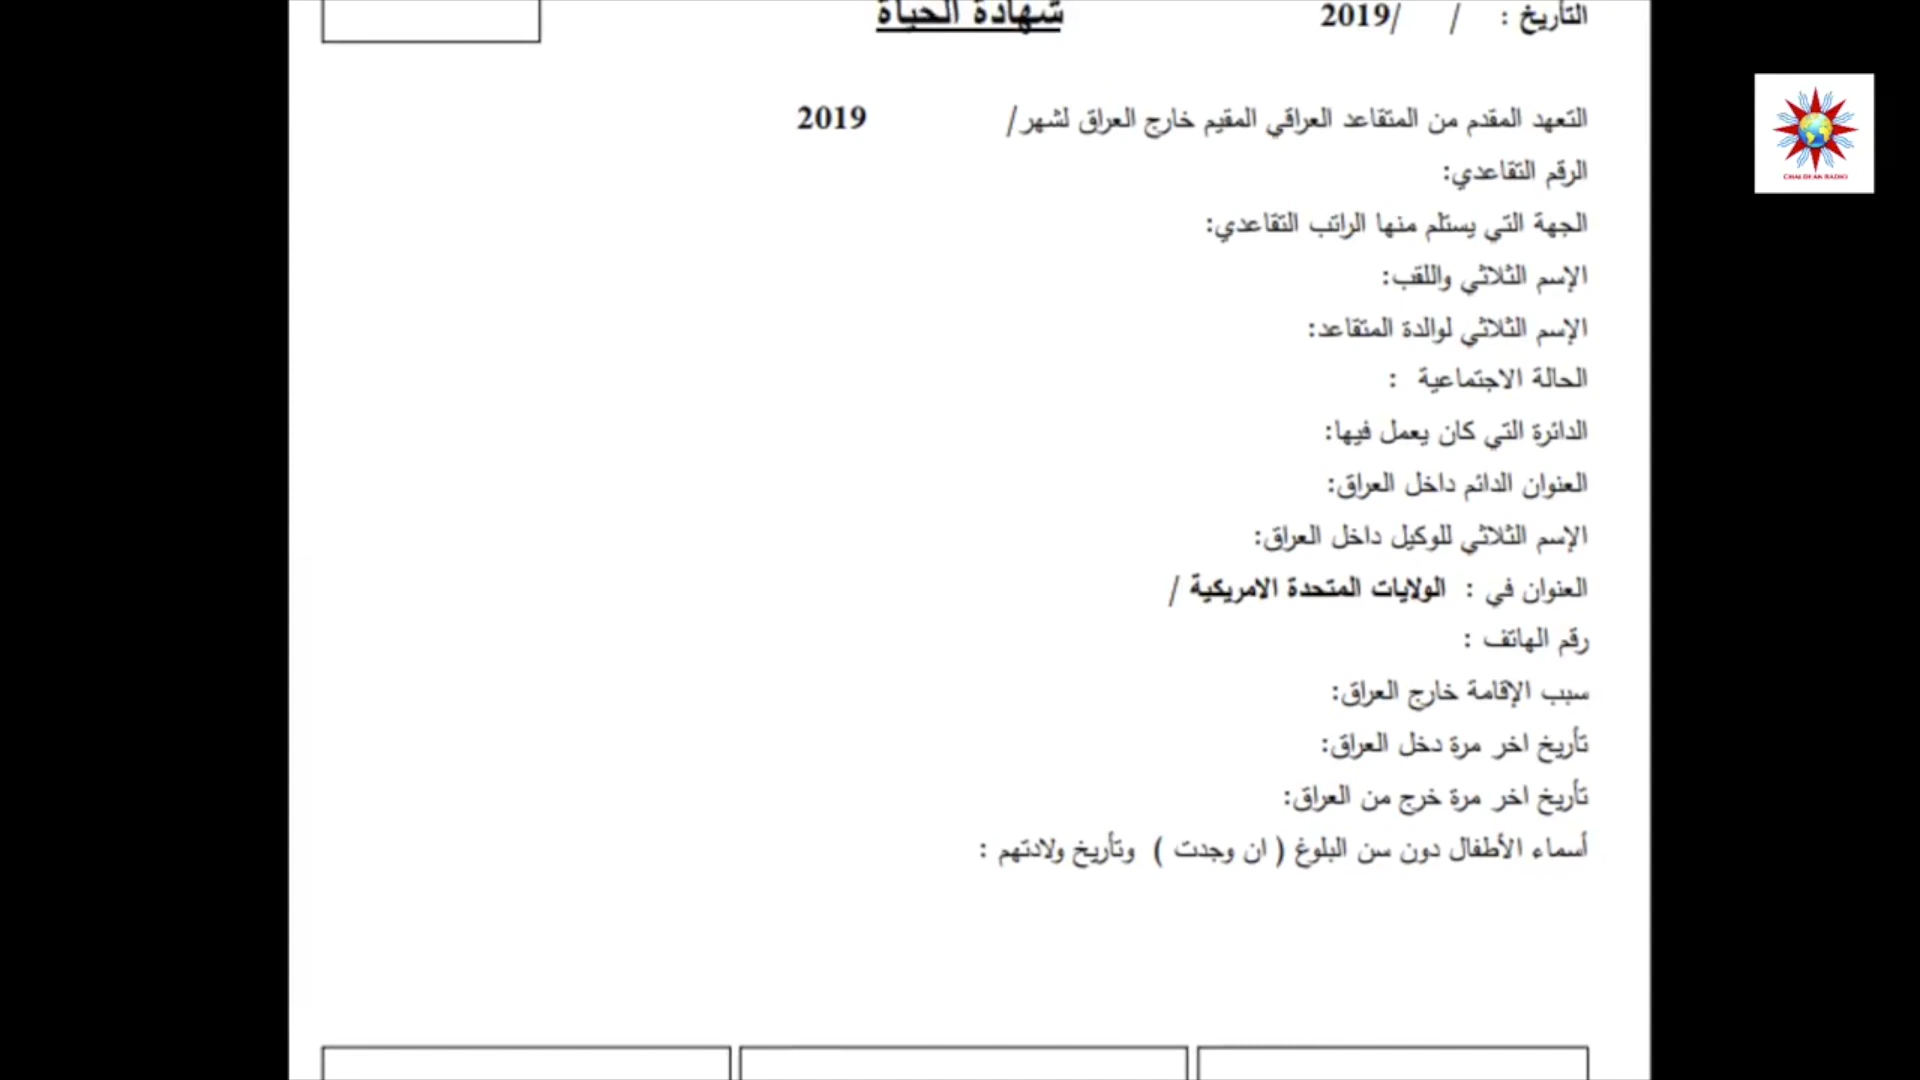 التأريخ : / /2019
شهادة الحياة
التعهد المقدم من المتقاعد العراقي المقيم خارج العراق لشهر/ 2019
الرقم التقاعدي:
الجهة التي يستلم منها الراتب التقاعدي:
الإسم الثلاثي واللقب:
الإسم الثلاثي لوالدة المتقاعد:
الحالة الاجتماعية :
الدائرة التي كان يعمل فيها:
العنوان الدائم داخل العراق:
الإسم الثلاثي للوكيل داخل العراق:
العنوان في : الولايات المتحدة الامريكية /
رقم الهاتف :
سبب الإقامة خارج العراق:
تأريخ اخر مرة دخل العراق:
تأريخ اخر مرة خرج من العراق:
أسماء الأطفال دون سن البلوغ ( ان وجدت ) وتأريخ ولادتهم :
CHALDEAN RADIO